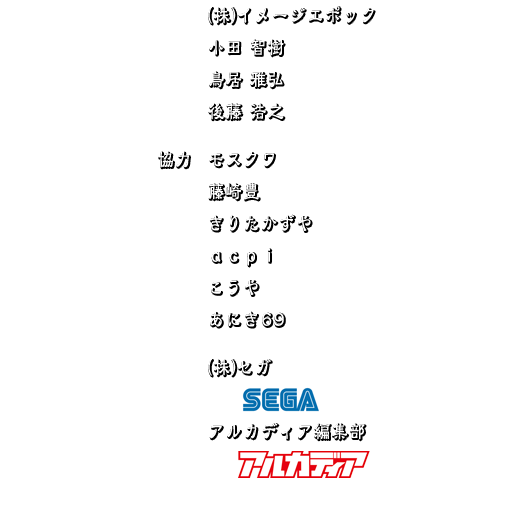 (株)イメージエポック
小田 智樹
鳥居 雅弘
後藤 浩之
協力 モスクワ
藤崎豊
きりたかずや
ａｃｐｉ
こうや
あにき69
(株)セガ
SEGA
アルカディア編集部
アルカディア